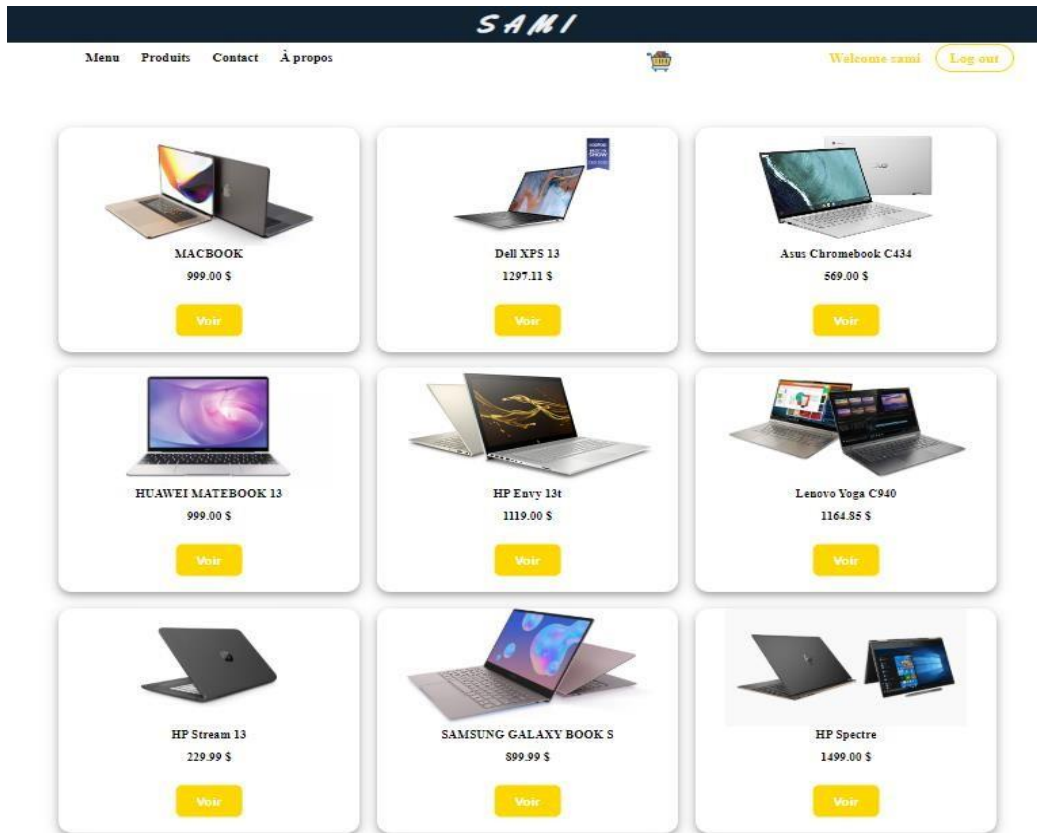 SAMI
Menu Produits Contact À propos Welcome sami Log out
MACBOOK
999.00 $
Voir
Dell XPS 13
1297.11 $
Voir
Asus Chromebook C434
569.00 $
Voir
HUAWEI MATEBOOK 13
999.00 $
Voir
HP Envy 13t
1119.00 $
Voir
Lenovo Yoga C940
1164.85 $
Voir
HP Stream 13
229.99 $
Voir
SAMSUNG GALAXY BOOK S
899.99 $
Voir
HP Spectre
1499.00 $
Voir